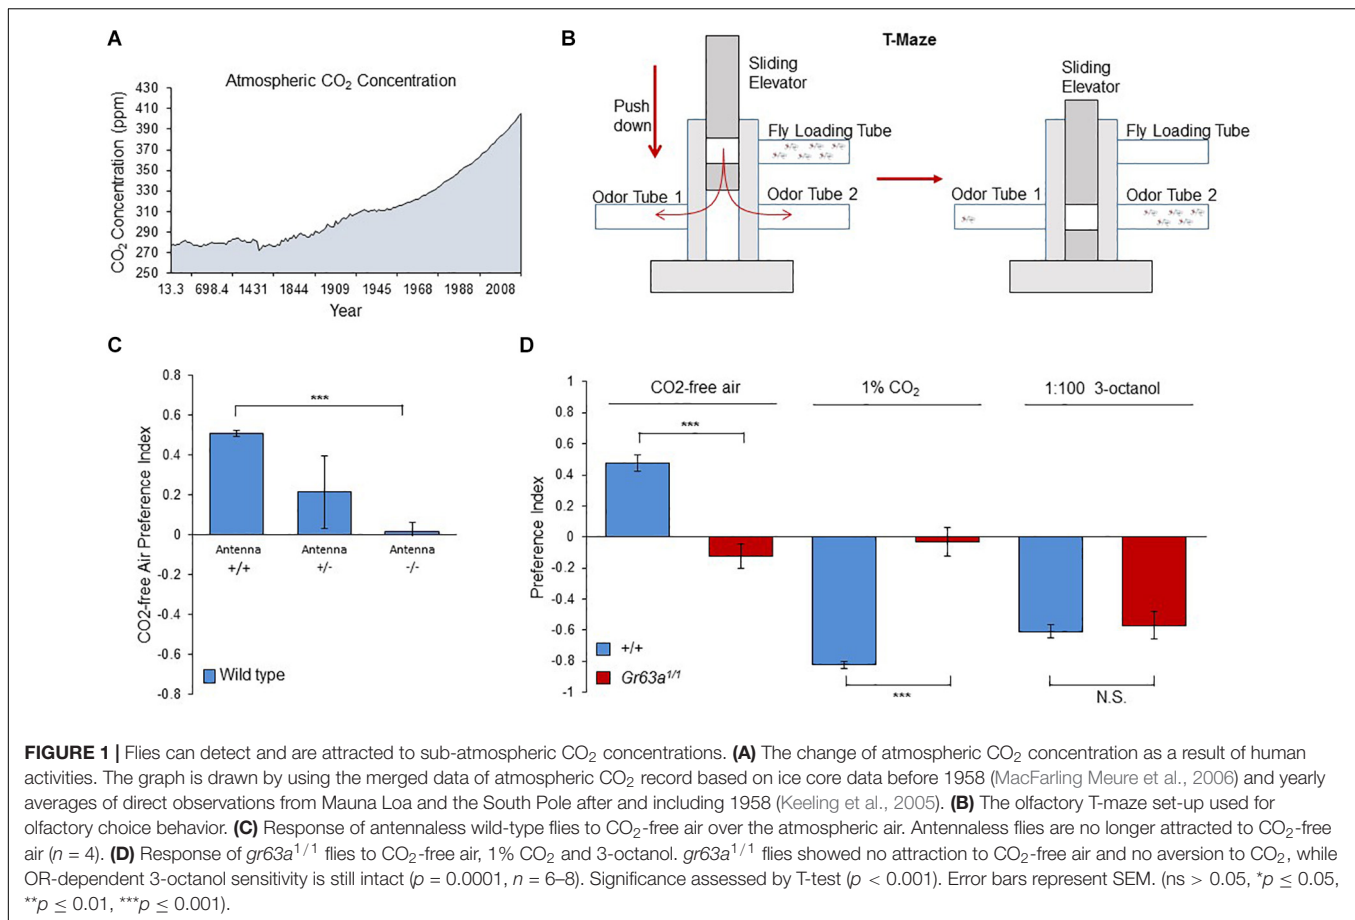 A
Atmospheric CO₂ Concentration
CO₂ Concentration (ppm)
430
410
390
370
350
330
310
290
270
250
13.3 698.4 1431 1844 1909 1945 1968 1988 2008
Year
B
T-Maze
Push
down
Sliding
Elevator
Fly Loading Tube
Odor Tube 1
Odor Tube 2
Sliding
Elevator
Fly Loading Tube
Odor Tube 1
Odor Tube 2
C
CO2-free Air Preference Index
0.8
0.6
0.4
0.2
0
-0.2
-0.4
-0.6
-0.8
***
Antenna Antenna Antenna
+/+ +/- -/-
Wild type
D
Preference Index
1
0.8
0.6
0.4
0.2
0
-0.2
-0.4
-0.6
-0.8
-1
CO2-free air 1% CO₂ 1:100 3-octanol
***
+/+
Gr63a¹/¹
***
N.S.
FIGURE 1 | Flies can detect and are attracted to sub-atmospheric CO₂ concentrations. (A) The change of atmospheric CO₂ concentration as a result of human
activities. The graph is drawn by using the merged data of atmospheric CO₂ record based on ice core data before 1958 (MacFarling Meure et al., 2006) and yearly
averages of direct observations from Mauna Loa and the South Pole after and including 1958 (Keeling et al., 2005). (B) The olfactory T-maze set-up used for
olfactory choice behavior. (C) Response of antennaless wild-type flies to CO₂-free air over the atmospheric air. Antennaless flies are no longer attracted to CO₂-free
air (n = 4). (D) Response of gr63a¹/¹ flies to CO₂-free air, 1% CO₂ and 3-octanol. gr63a¹/¹ flies showed no attraction to CO₂-free air and no aversion to CO₂, while
OR-dependent 3-octanol sensitivity is still intact (p = 0.0001, n = 6–8). Significance assessed by T-test (p < 0.001). Error bars represent SEM. (ns > 0.05, *p ≤ 0.05,
**p ≤ 0.01, ***p ≤ 0.001).